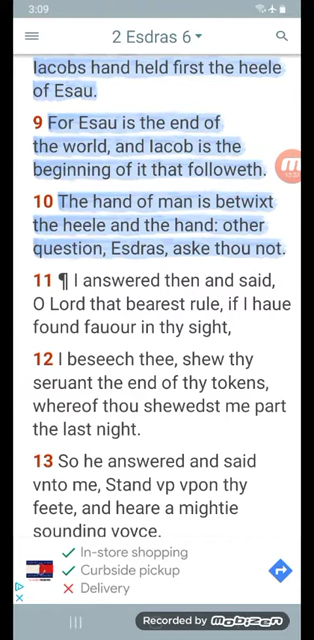 3:09
2 Esdras 6
Iacobs hand held first the heele
of Esau.
9 For Esau is the end of
the world, and Iacob is the
beginning of it that followeth.
10 The hand of man is betwixt
the heele and the hand: other
question, Esdras, aske thou not.
11 ¶ I answered then and said,
O Lord that bearest rule, if I haue
found fauour in thy sight,
12 I beseech thee, shew thy
seruant the end of thy tokens,
whereof thou shewedst me part
the last night.
13 So he answered and said
vnto me, Stand vp vpon thy
feete, and heare a mightie
sounding voyce.
In-store shopping
Curbside pickup
Delivery
Recorded by mobizen